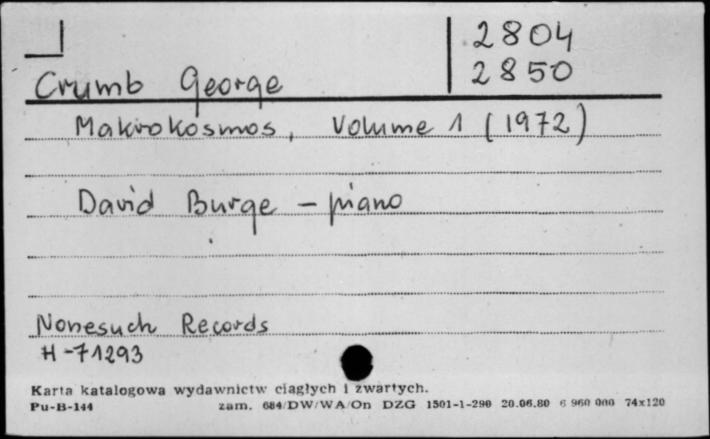 2804
2850
Crumb George
Makrokosmos, Volume 1 (1972)
David Burge - piano
Nonesuch Records
H-71293
Karta katalogowa wydawnictw ciągłych i zwartych.
Pu-B-144 zam. 684/DW/WA/On DZG 1501-1-290 20.06.80 6 960 000 74x120